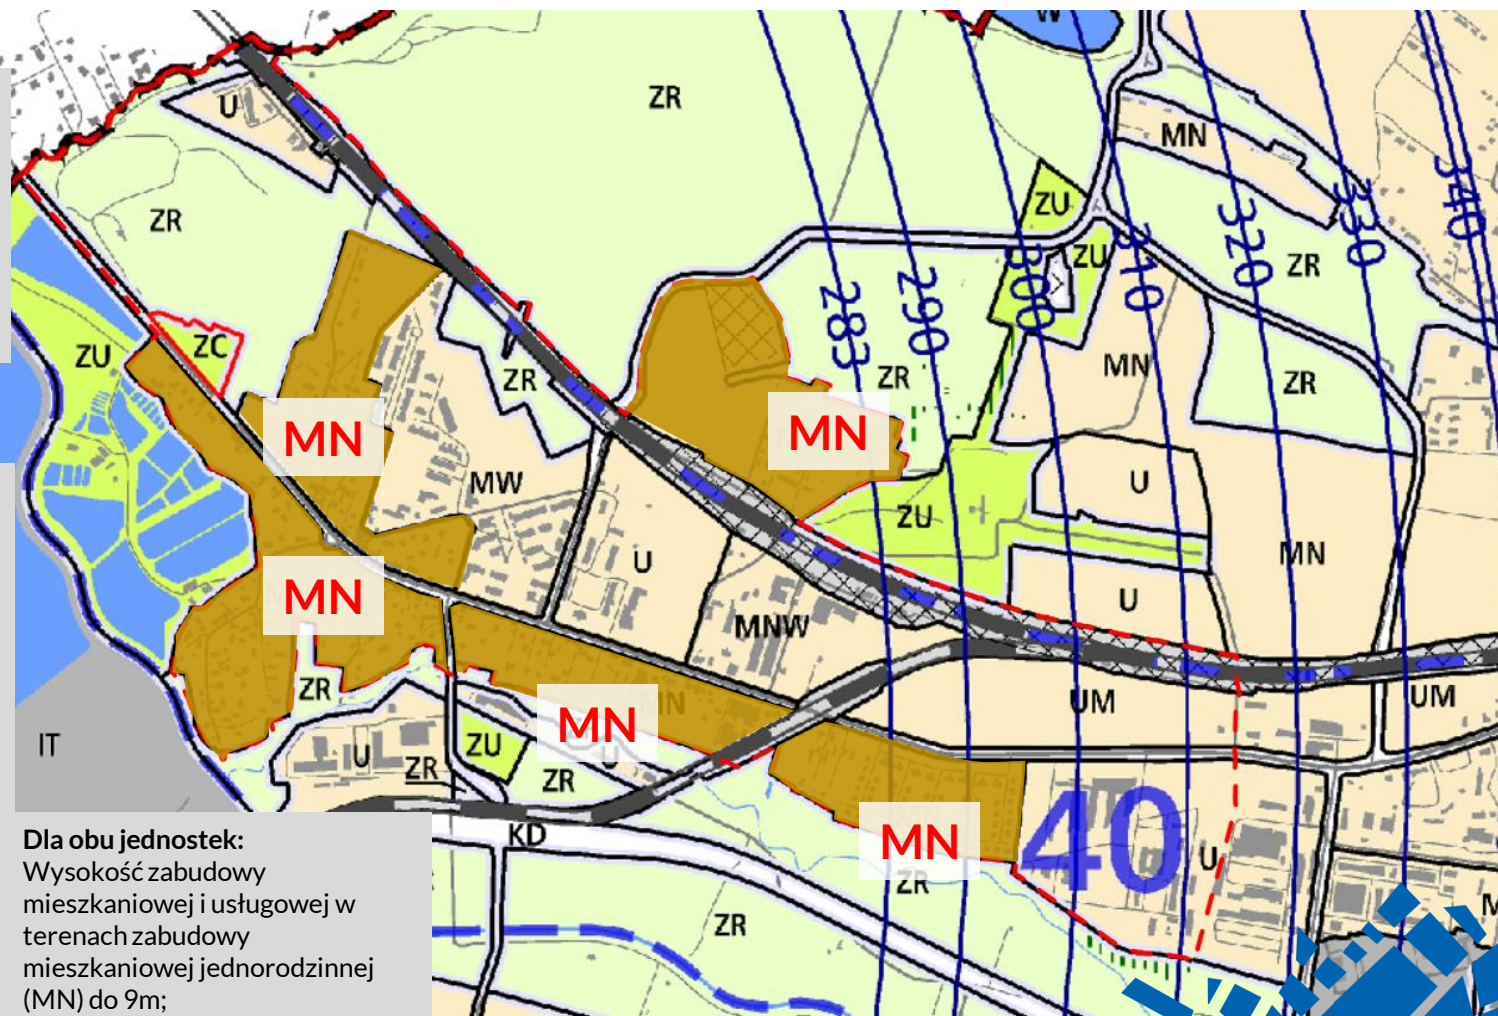 W
ZR
U
MN
ZU
ZR
ZU
ZR
283
290
300
310
320
330
340
ZU
ZC
ZR
ZR
MN
ZR
MN
MN
MW
U
ZU
U
MN
MN
MNW
U
ZR
MN
MN
UM
UM
IT
U
ZR
ZU
ZR
U
KD
MN
40
U
ZR
ZR
M
Dla obu jednostek:
Wysokość zabudowy
mieszkaniowej i usługowej w
terenach zabudowy
mieszkaniowej jednorodzinnej
(MN) do 9m;